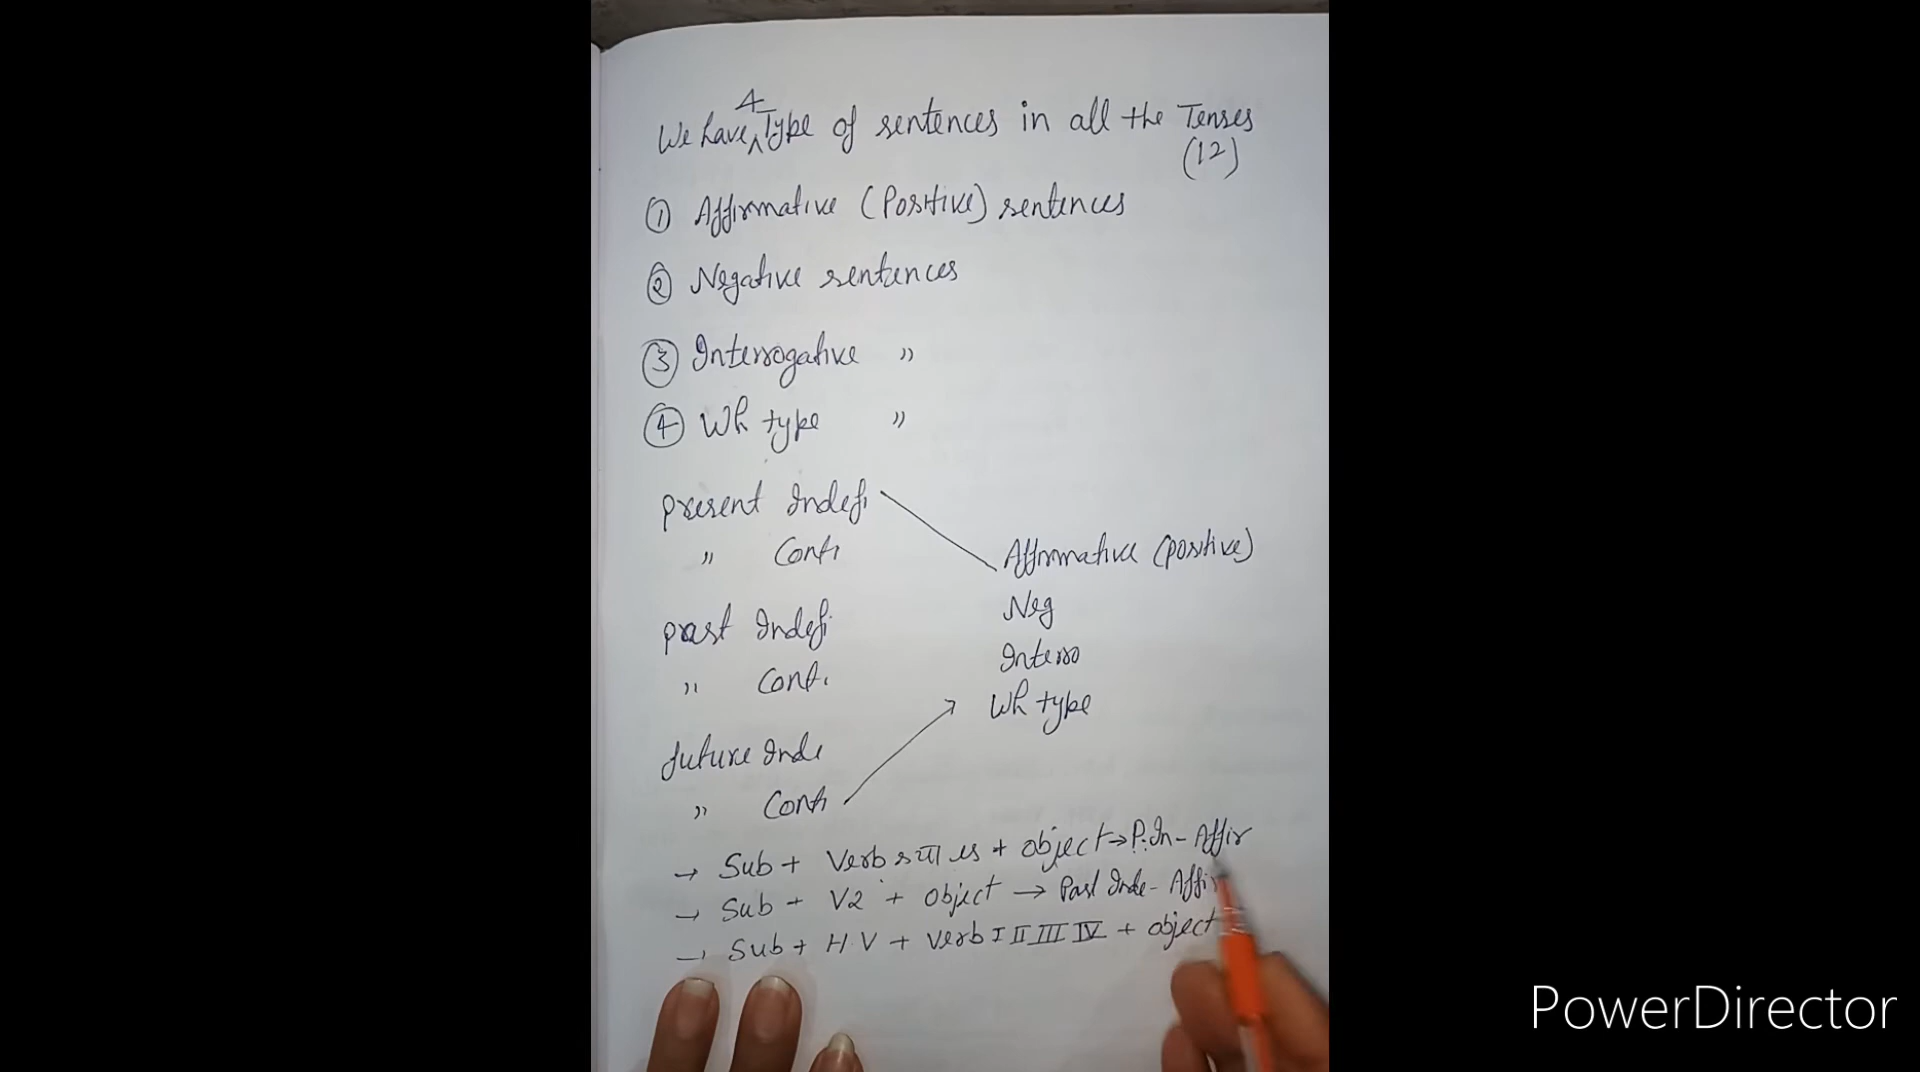 We have 4 Type of sentences in all the Tenses
(12)
① Affirmative (Positive) sentences
② Negative sentences
③ Interrogative "
④ Wh type "
present Indefi
" Conti
Affirmative (positive)
Neg
past Indefi
Interro
" Conti.
Wh type
future Inde
" Conti
→ Sub + Verb s॥। es + object → P. In - Affir
→ Sub + V2 + object → Past Inde - Affir
→ Sub + H V + verb I II III IV + object
PowerDirector